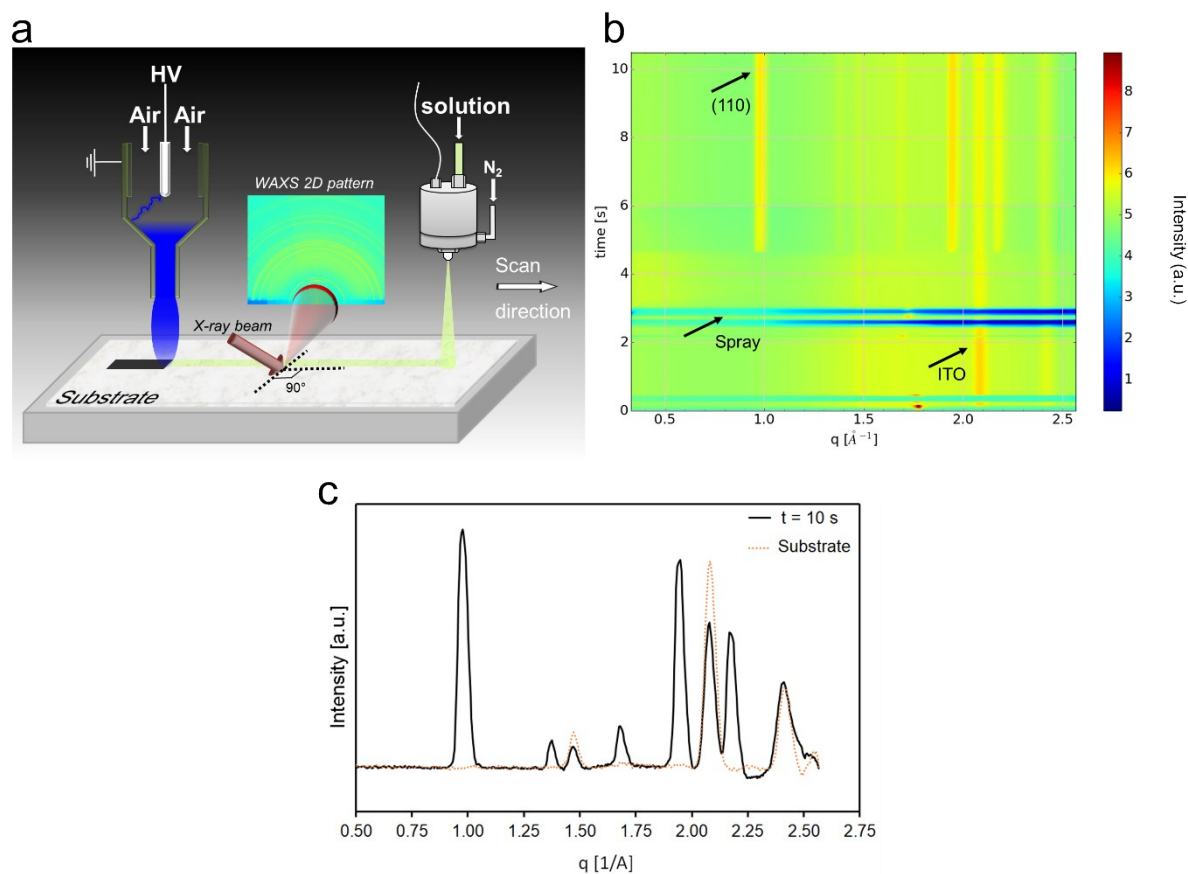 a
HV
Air Air
solution
N2
WAXS 2D pattern
Scan
direction
X-ray beam
90°
Substrate
b
10
8
6
4
2
0
time [s]
(110)
Spray
ITO
0.5 1.0 1.5 2.0 2.5
q [Å⁻¹]
8
7
6
5
4
3
2
1
Intensity (a.u.)
c
t = 10 s
Substrate
Intensity [a.u.]
0.50 0.75 1.00 1.25 1.50 1.75 2.00 2.25 2.50 2.75
q [1/A]